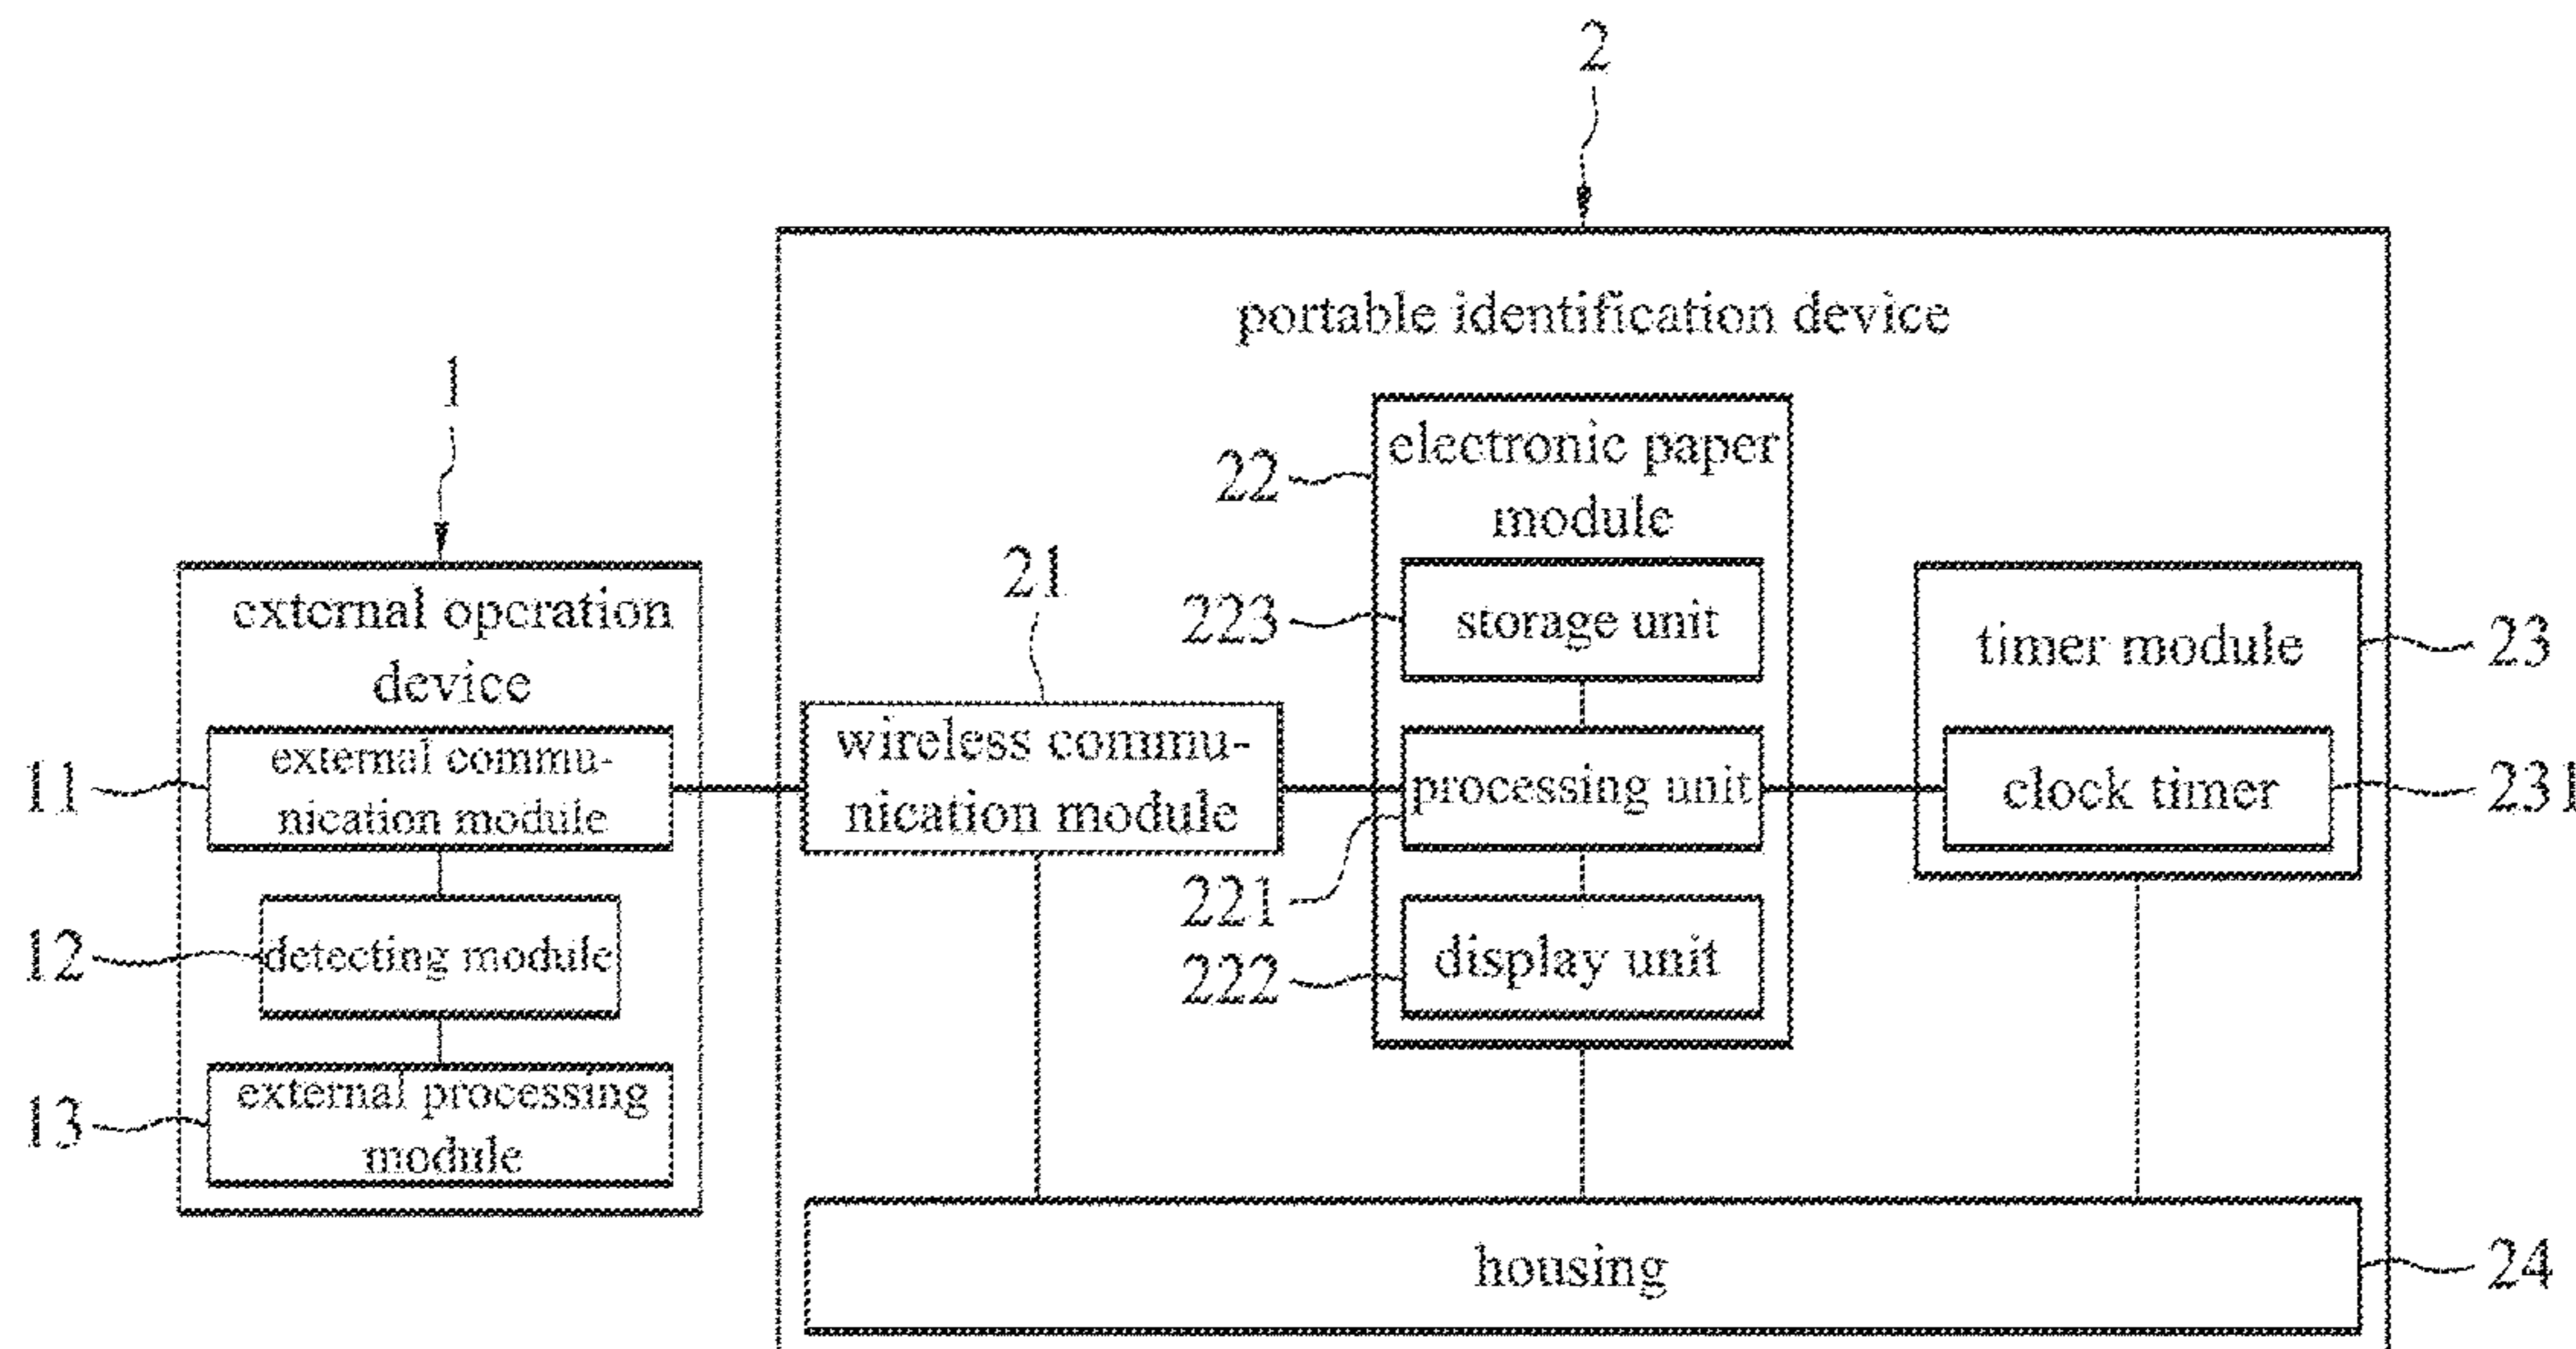 2
portable identification device
1
external operation
device
11
external commu-
nication module
12
detecting module
13
external processing
module
21
wireless commu-
nication module
22
electronic paper
module
223
storage unit
221
processing unit
222
display unit
timer module
23
clock timer
231
housing
24